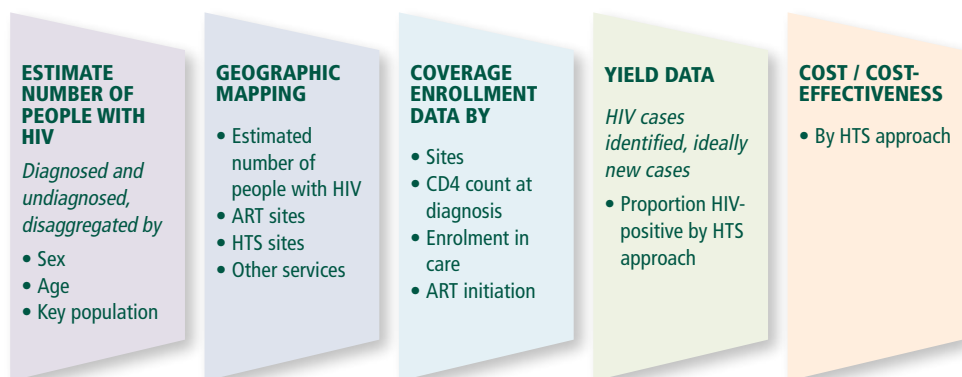 ESTIMATE
NUMBER OF
PEOPLE WITH
HIV
Diagnosed and
undiagnosed,
disaggregated by
• Sex
• Age
• Key population
GEOGRAPHIC
MAPPING
• Estimated
number of
people with HIV
• ART sites
• HTS sites
• Other services
COVERAGE
ENROLLMENT
DATA BY
• Sites
• CD4 count at
diagnosis
• Enrolment in
care
• ART initiation
YIELD DATA
HIV cases
identified, ideally
new cases
• Proportion HIV-
positive by HTS
approach
COST / COST-
EFFECTIVENESS
• By HTS approach